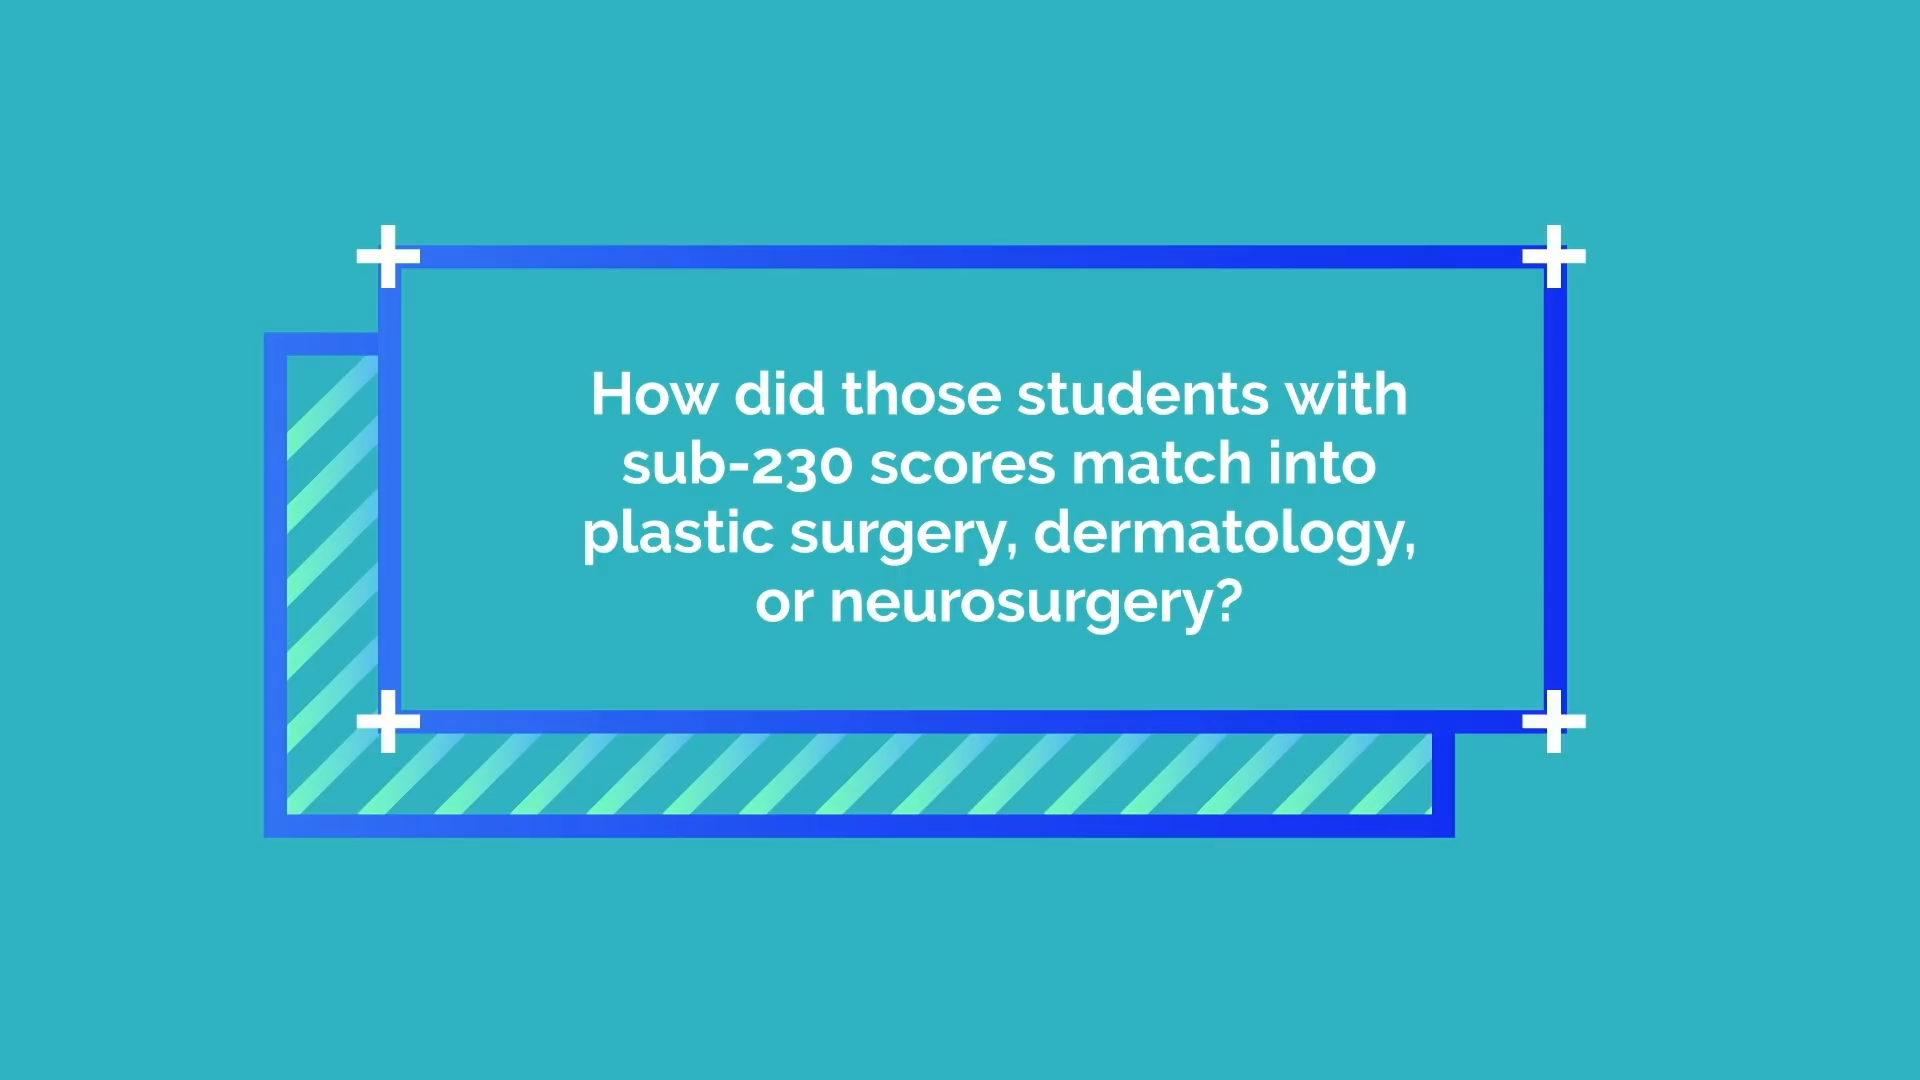 How did those students with
sub-230 scores match into
plastic surgery, dermatology,
or neurosurgery?